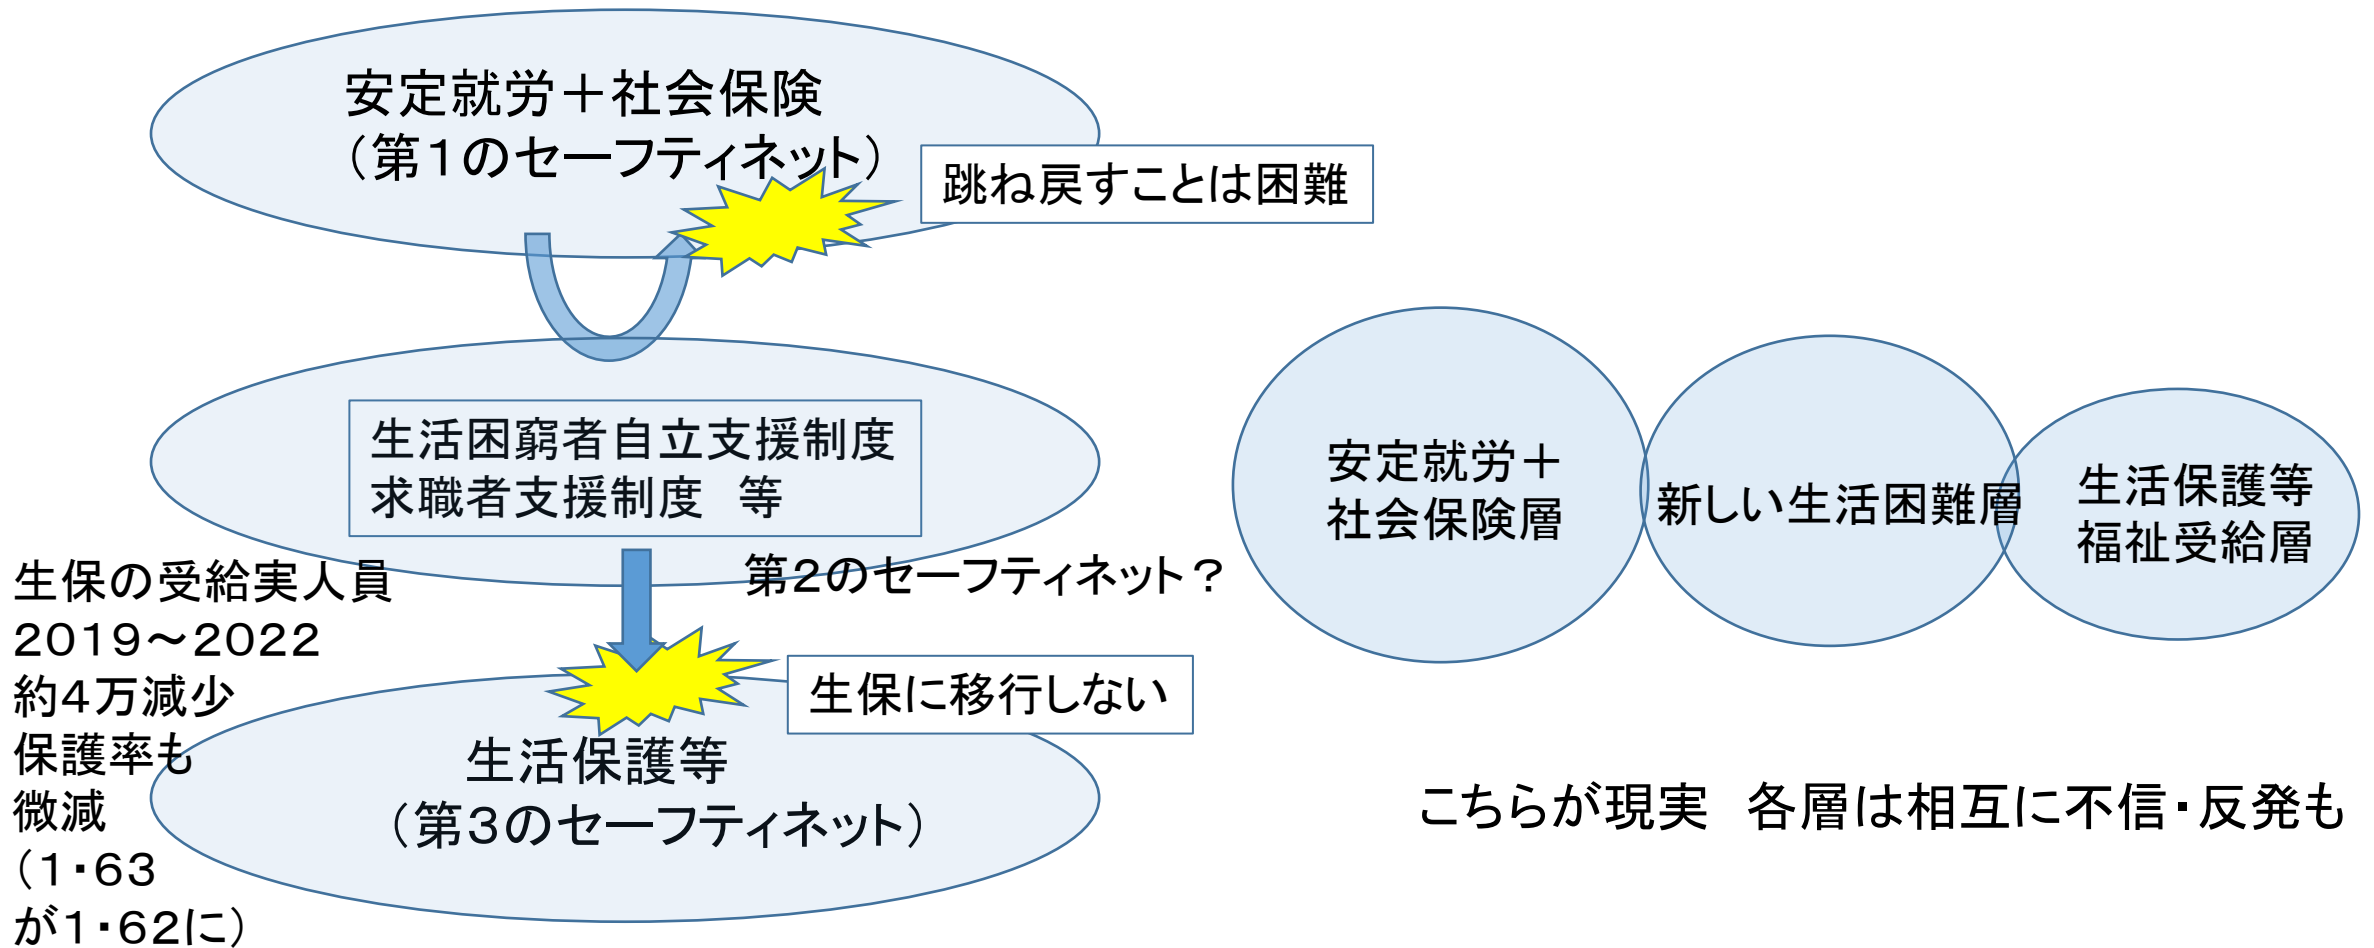 安定就労＋社会保険
（第１のセーフティネット）
跳ね戻すことは困難
生活困窮者自立支援制度
求職者支援制度　等
第２のセーフティネット？
生保の受給実人員
２０１９～２０２２
約４万減少
保護率も
微減
（１・６３
が１・６２に）
生保に移行しない
生活保護等
（第３のセーフティネット）
安定就労＋
社会保険層
新しい生活困難層
生活保護等
福祉受給層
こちらが現実　各層は相互に不信・反発も